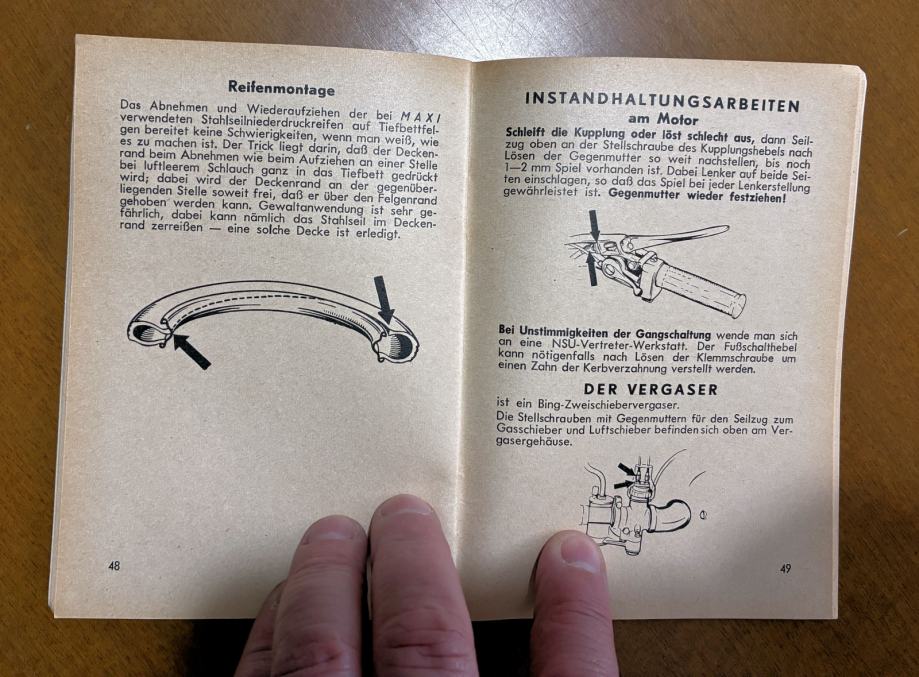 Reifenmontage
Das Abnehmen und Wiederaufziehen der bei MAXI
verwendeten Stahlseilniederdruckreifen auf Tiefbettfel-
gen bereitet keine Schwierigkeiten, wenn man weiß, wie
es zu machen ist. Der Trick liegt darin, daß der Decken-
rand beim Abnehmen wie beim Aufziehen an einer Stelle
bei luftleerem Schlauch ganz in das Tiefbett gedrückt
wird; dabei wird der Deckenrand an der gegenüber-
liegenden Stelle soweit frei, daß er über den Felgenrand
gehoben werden kann. Gewaltanwendung ist sehr ge-
fährlich, dabei kann nämlich das Stahlseil im Decken-
rand zerreißen — eine solche Decke ist erledigt.
48
INSTANDHALTUNGSARBEITEN
am Motor
Schleift die Kupplung oder löst schlecht aus, dann Seil-
zug oben an der Stellschraube des Kupplungshebels nach
Lösen der Gegenmutter so weit nachstellen, bis noch
1—2 mm Spiel vorhanden ist. Dabei Lenker auf beide Sei-
ten einschlagen, so daß das Spiel bei jeder Lenkerstellung
gewährleistet ist. Gegenmutter wieder festziehen!
Bei Unstimmigkeiten der Gangschaltung wende man sich
an eine NSU-Vertreter-Werkstatt. Der Fußschalthebel
kann nötigenfalls nach Lösen der Klemmschraube um
einen Zahn der Kerbverzahnung verstellt werden.
DER VERGASER
ist ein Bing-Zweischiebervergaser.
Die Stellschrauben mit Gegenmuttern für den Seilzug zum
Gasschieber und Luftschieber befinden sich oben am Ver-
gasergehäuse.
49